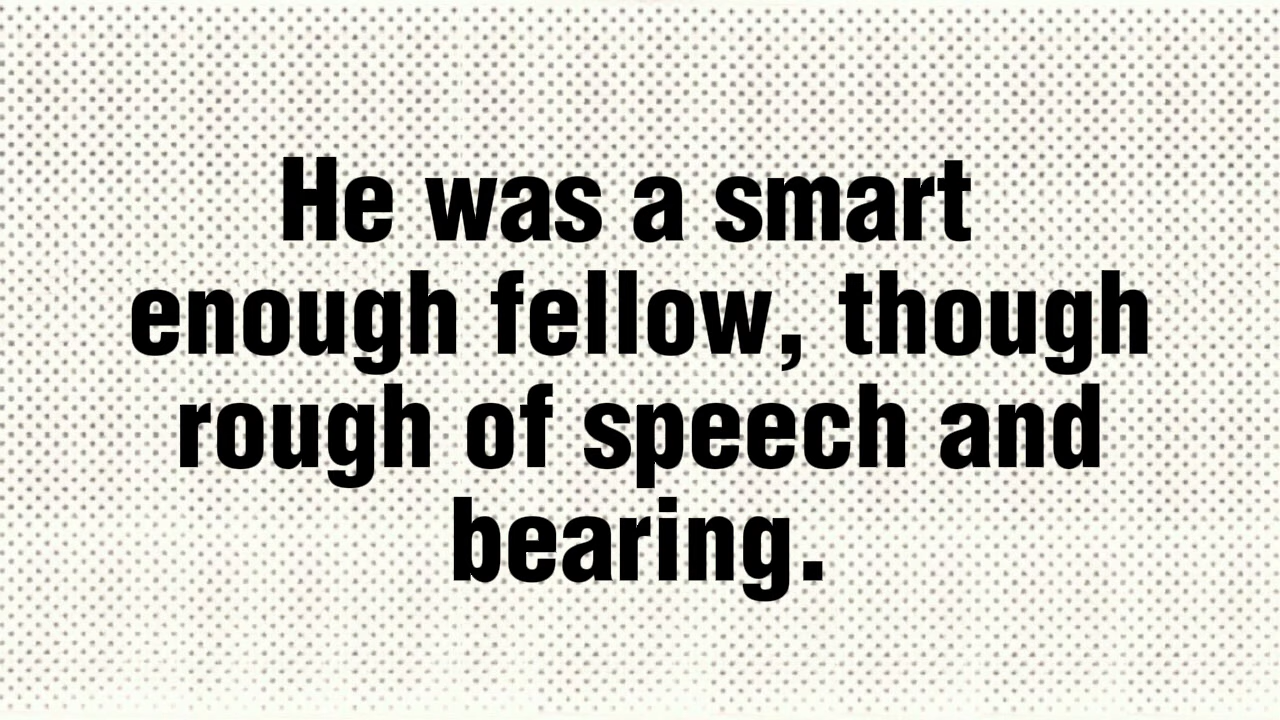 He was a smart
enough fellow, though
rough of speech and
bearing.